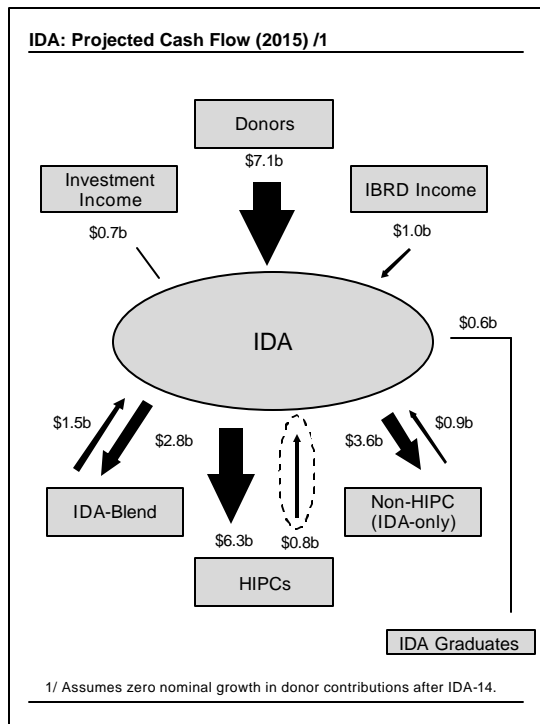 IDA: Projected Cash Flow (2015) /1
Donors
$7.1b
Investment
Income
$0.7b
IBRD Income
$1.0b
IDA
$0.6b
$1.5b
$2.8b
$3.6b
$0.9b
IDA-Blend
Non-HIPC
(IDA-only)
$6.3b
$0.8b
HIPCs
IDA Graduates
1/ Assumes zero nominal growth in donor contributions after IDA-14.